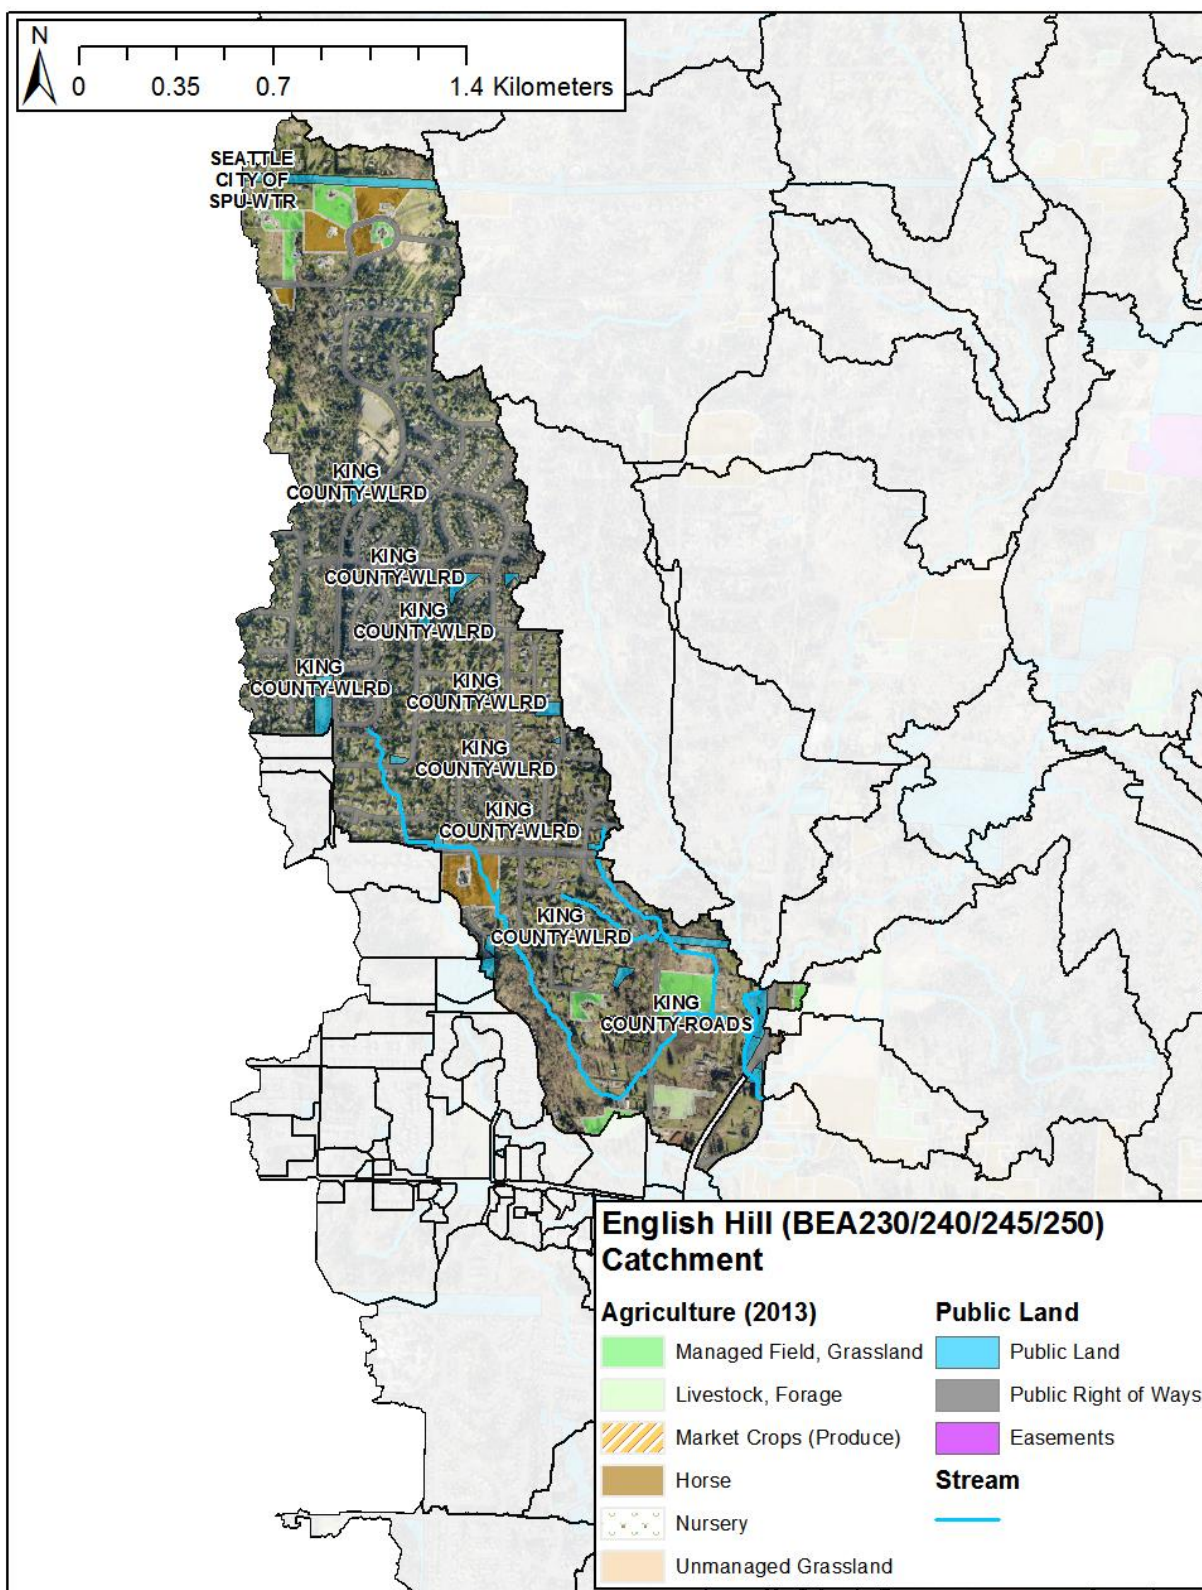 N
0 0.35 0.7 1.4 Kilometers
SEATTLE
CITY OF
SPU-WTR
KING
COUNTY-WLRD
KING
COUNTY-WLRD
KING
COUNTY-WLRD
KING
COUNTY-WLRD
KING
COUNTY-WLRD
KING
COUNTY-WLRD
KING
COUNTY-WLRD
KING
COUNTY-WLRD
KING
COUNTY-ROADS
English Hill (BEA230/240/245/250)
Catchment
Agriculture (2013)
Managed Field, Grassland
Livestock, Forage
Market Crops (Produce)
Horse
Nursery
Unmanaged Grassland
Public Land
Public Land
Public Right of Ways
Easements
Stream